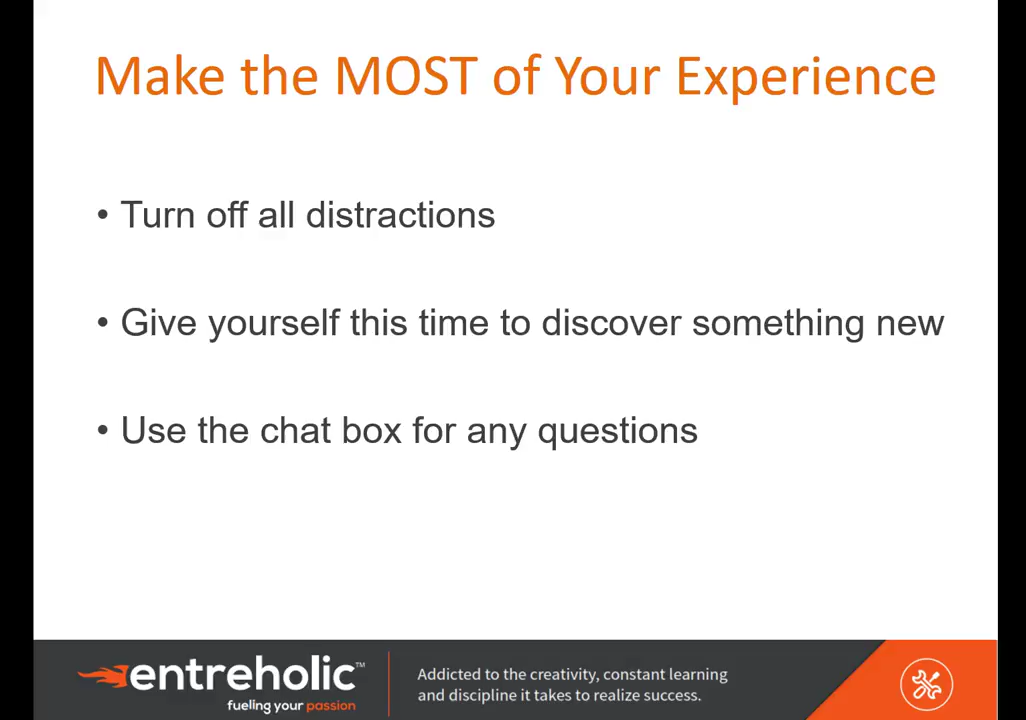 Make the MOST of Your Experience
• Turn off all distractions
• Give yourself this time to discover something new
• Use the chat box for any questions
entreholic™
fueling your passion
Addicted to the creativity, constant learning
and discipline it takes to realize success.